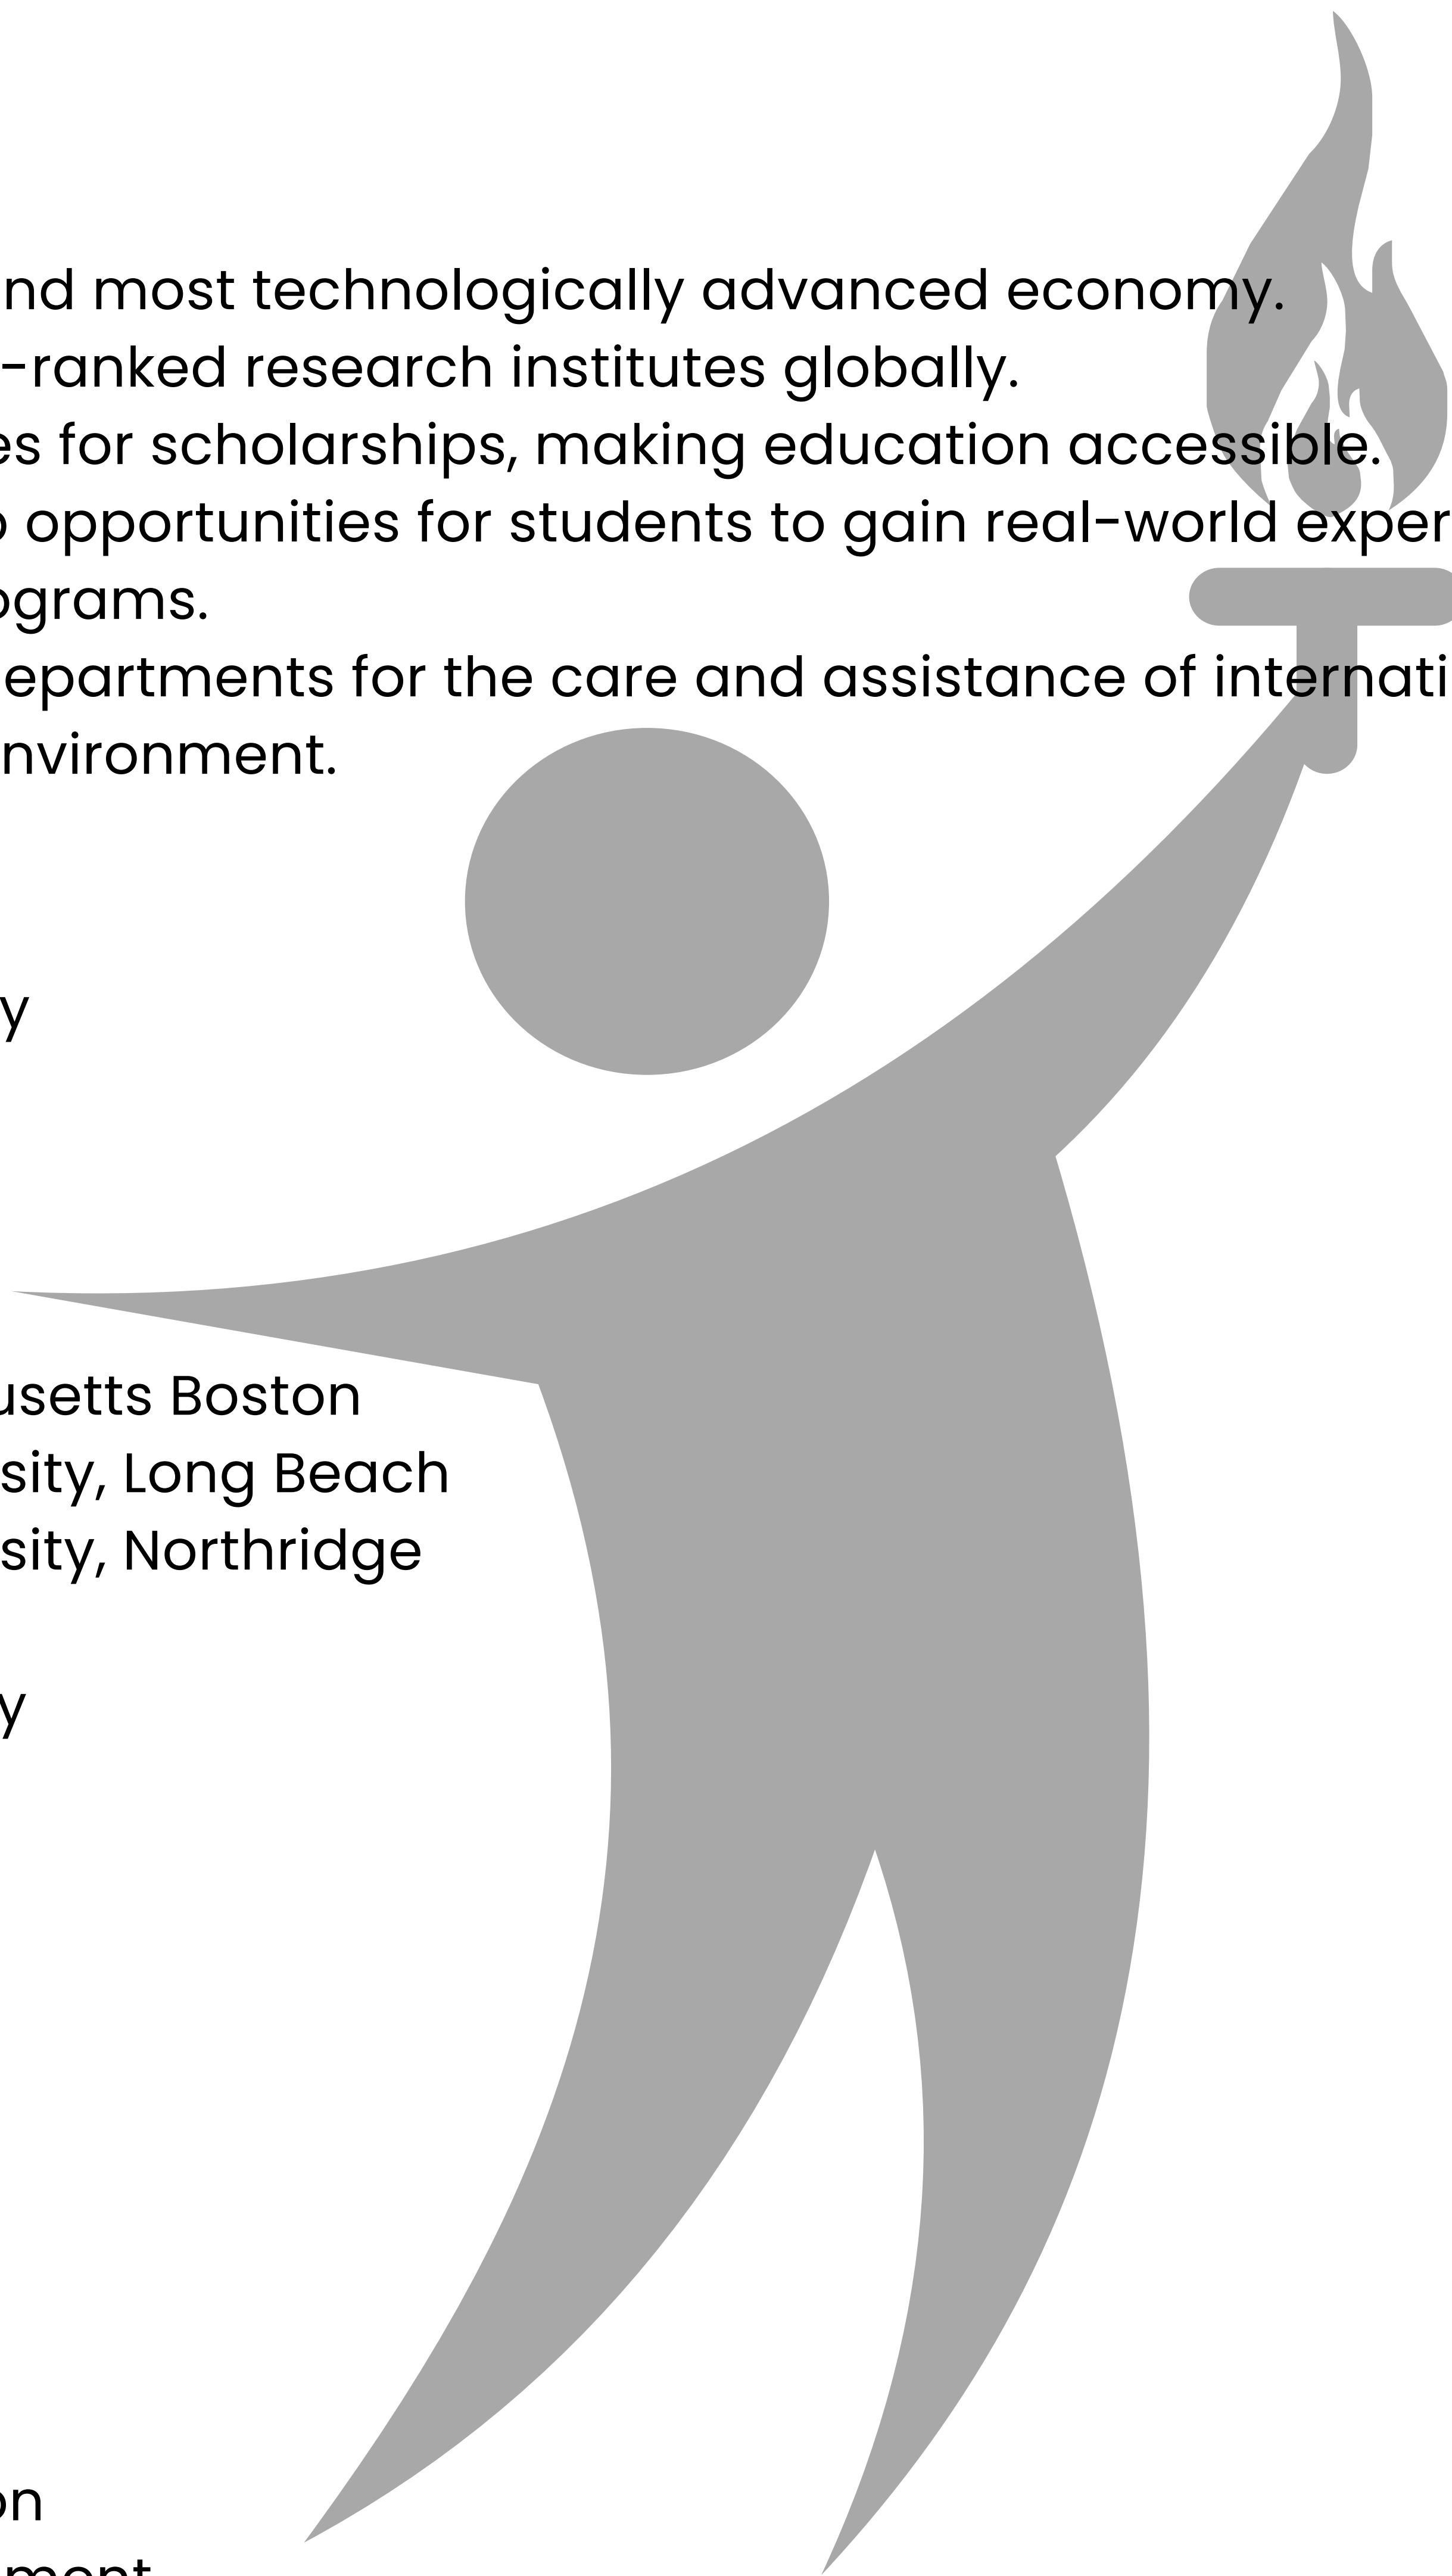 nd most technologically advanced economy.
-ranked research institutes globally.
es for scholarships, making education accessible.
opportunities for students to gain real-world exper
ograms.
epartments for the care and assistance of internati
nvironment.
y
usetts Boston
sity, Long Beach
sity, Northridge
y
on